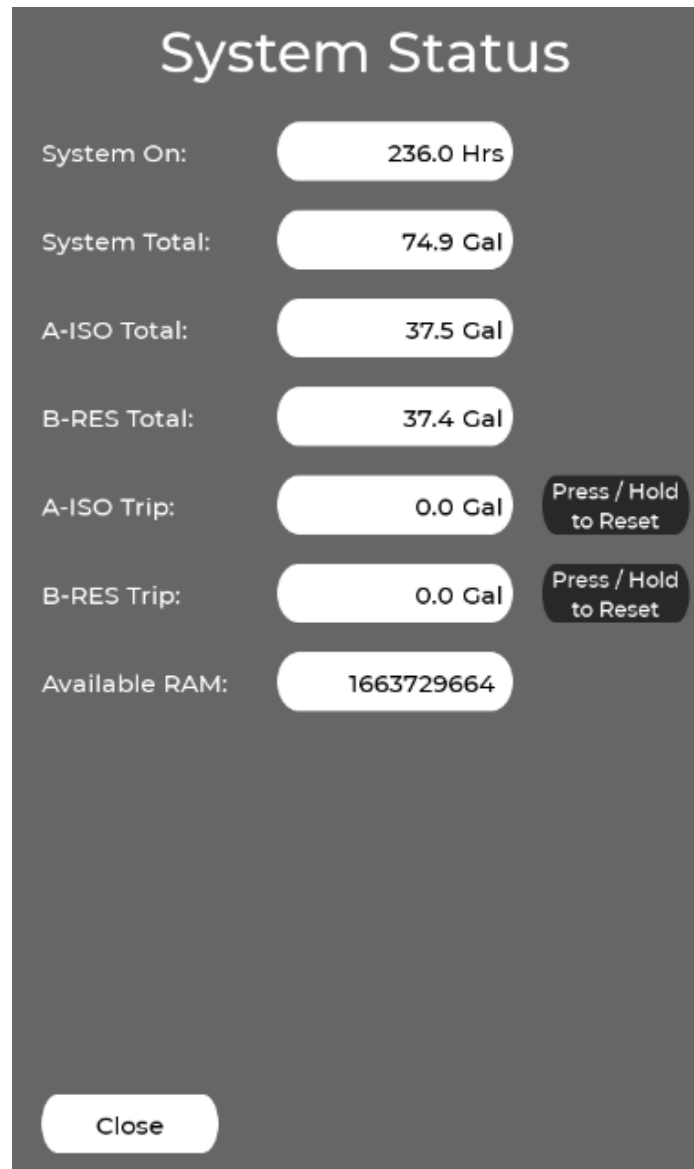 System Status
System On: 236.0 Hrs
System Total: 74.9 Gal
A-ISO Total: 37.5 Gal
B-RES Total: 37.4 Gal
A-ISO Trip: 0.0 Gal Press / Hold
to Reset
B-RES Trip: 0.0 Gal Press / Hold
to Reset
Available RAM: 1663729664
Close